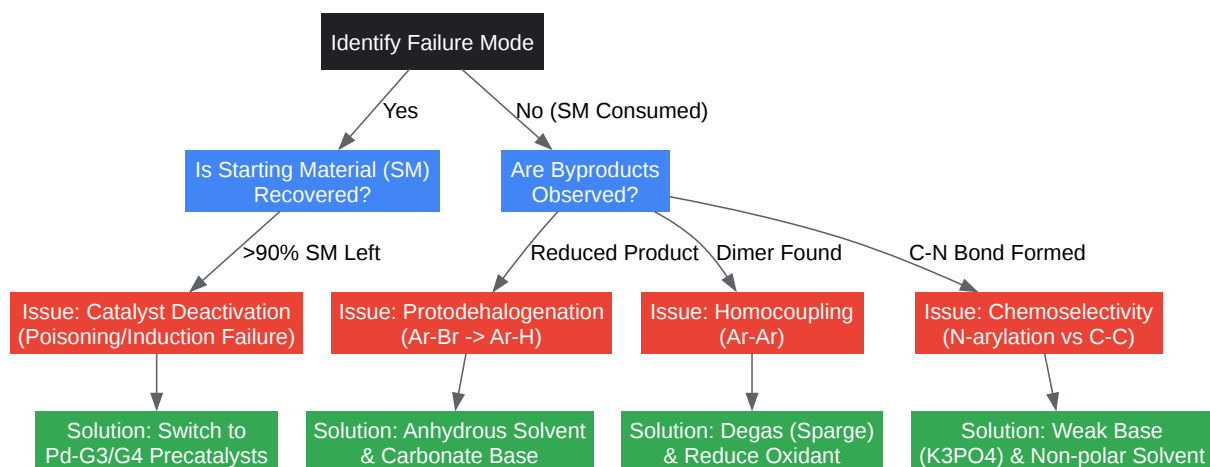 Identify Failure Mode
Yes
No (SM Consumed)
Is Starting Material (SM)
Recovered?
Are Byproducts
Observed?
>90% SM Left
Reduced Product
Dimer Found
C-N Bond Formed
Issue: Catalyst Deactivation
(Poisoning/Induction Failure)
Issue: Protodehalogenation
(Ar-Br -> Ar-H)
Issue: Homocoupling
(Ar-Ar)
Issue: Chemoselectivity
(N-arylation vs C-C)
Solution: Switch to
Pd-G3/G4 Precatalysts
Solution: Anhydrous Solvent
& Carbonate Base
Solution: Degas (Sparge)
& Reduce Oxidant
Solution: Weak Base
(K3PO4) & Non-polar Solvent